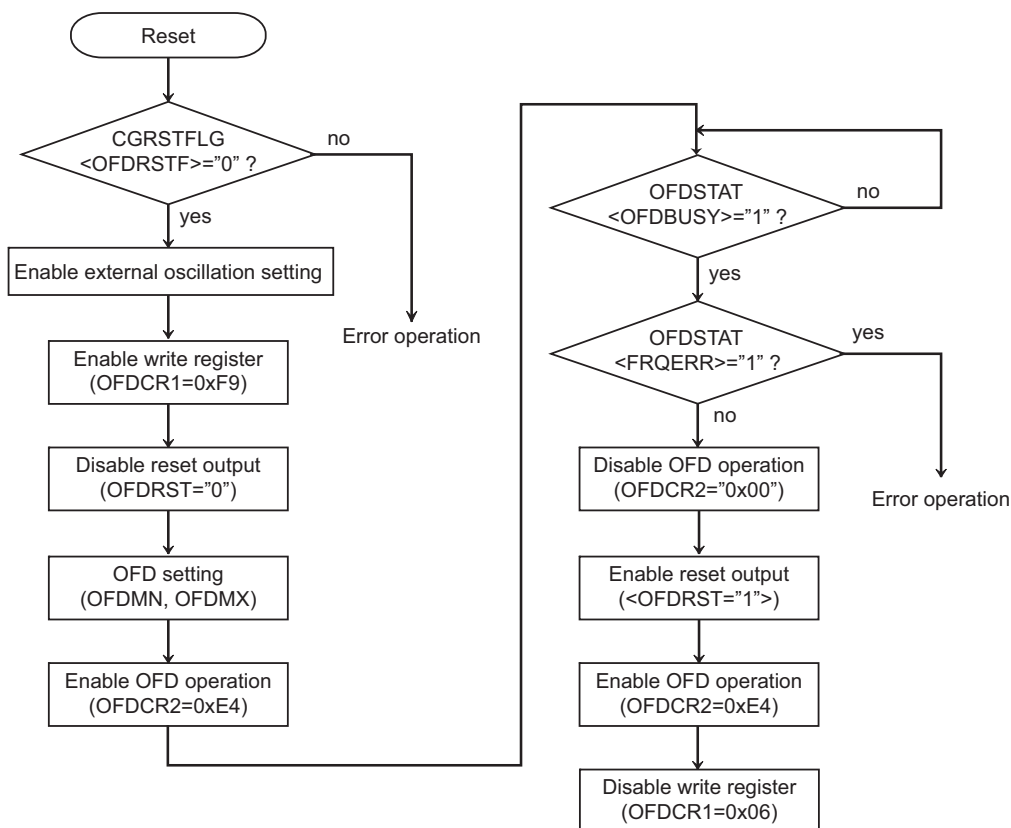 Reset
CGRSTFLG
<OFDRSTF>=”0” ?
no
yes
Enable external oscillation setting
Error operation
Enable write register
(OFDCR1=0xF9)
Disable reset output
(OFDRST=”0”)
OFD setting
(OFDMN, OFDMX)
Enable OFD operation
(OFDCR2=0xE4)
OFDSTAT
<OFDBUSY>=”1” ?
no
yes
OFDSTAT
<FRQERR>=”1” ?
yes
no
Disable OFD operation
(OFDCR2=”0x00”)
Error operation
Enable reset output
(<OFDRST=”1”>)
Enable OFD operation
(OFDCR2=0xE4)
Disable write register
(OFDCR1=0x06)